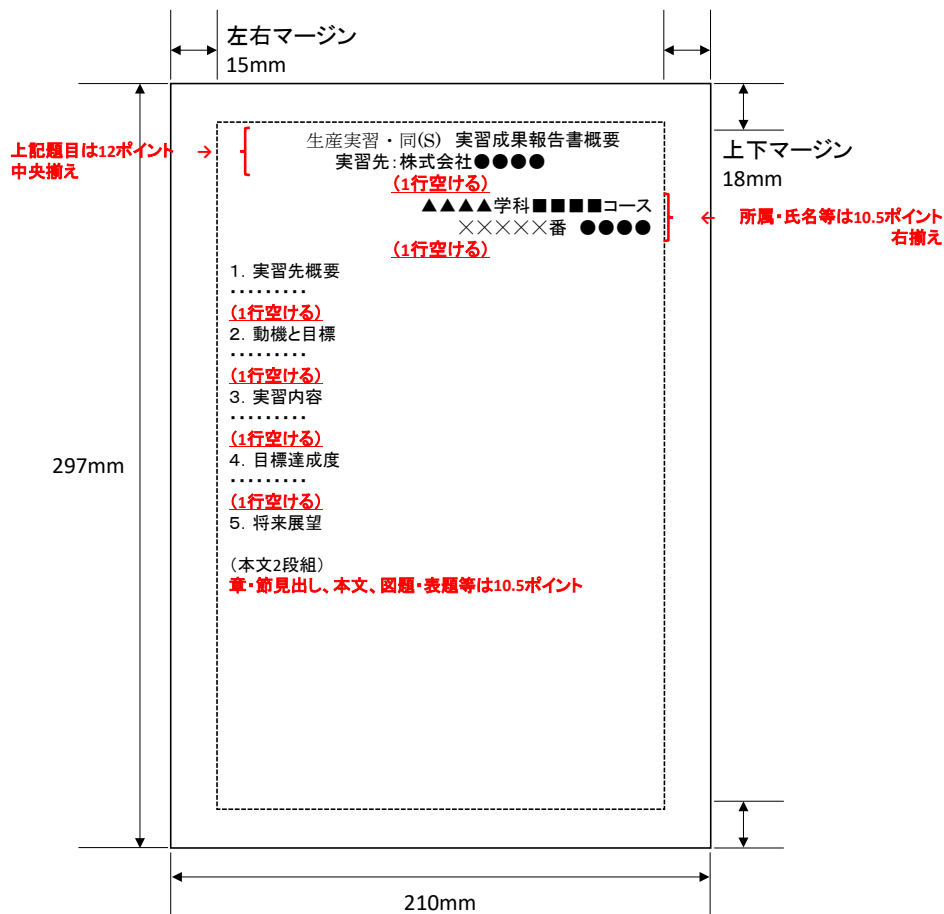 左右マージン
15mm
上記題目は12ポイント →
中央揃え
生産実習・同(S) 実習成果報告書概要
実習先:株式会社●●●●
(1行空ける)
▲▲▲▲学科■■■■コース
×××××番 ●●●●
(1行空ける)
上下マージン
18mm
← 所属・氏名等は10.5ポイント
右揃え
1. 実習先概要
・・・・・・・・・
(1行空ける)
2. 動機と目標
・・・・・・・・・
(1行空ける)
3. 実習内容
・・・・・・・・・
(1行空ける)
4. 目標達成度
・・・・・・・・・
(1行空ける)
5. 将来展望
(本文2段組)
章・節見出し、本文、図題・表題等は10.5ポイント
297mm
210mm